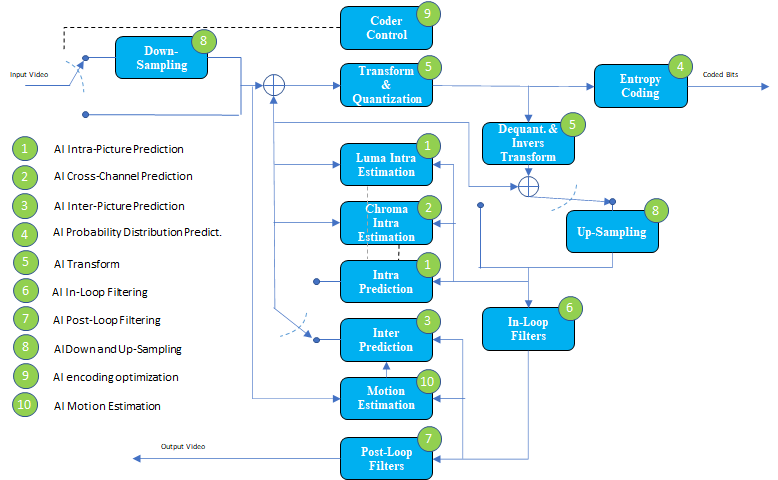 9
Coder
Control
8
Down-
Sampling
Input Video
5
Transform
&
Quantization
4
Entropy
Coding
Coded Bits
5
Dequant. &
Invers
Transform
1
Luma Intra
Estimation
2
Chroma
Intra
Estimation
8
Up-Sampling
1
Intra
Prediction
6
In-Loop
Filters
3
Inter
Prediction
10
Motion
Estimation
7
Post-Loop
Filters
Output Video
1 AI Intra-Picture Prediction
2 AI Cross-Channel Prediction
3 AI Inter-Picture Prediction
4 AI Probability Distribution Predict.
5 AI Transform
6 AI In-Loop Filtering
7 AI Post-Loop Filtering
8 AI Down and Up-Sampling
9 AI encoding optimization
10 AI Motion Estimation